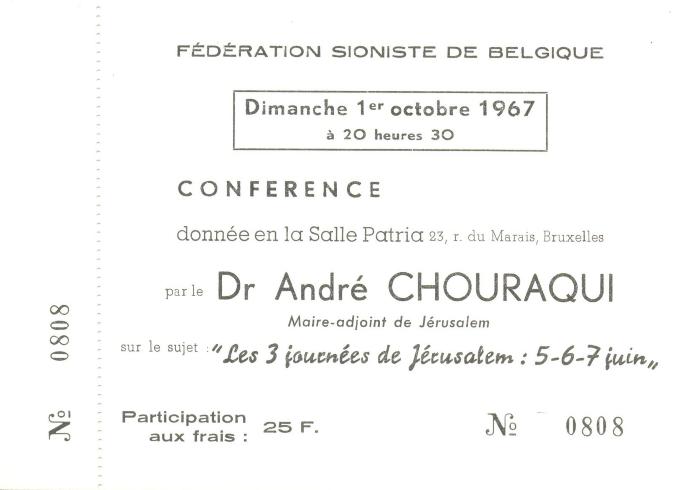 FÉDÉRATION SIONISTE DE BELGIQUE
Dimanche 1er octobre 1967
à 20 heures 30
CONFERENCE
donnée en la Salle Patria 23, r. du Marais, Bruxelles
par le Dr André CHOURAQUI
Maire-adjoint de Jérusalem
sur le sujet : "Les 3 journées de Jérusalem : 5-6-7 juin„
Participation
aux frais : 25 F.
№ 0808
№ 0808